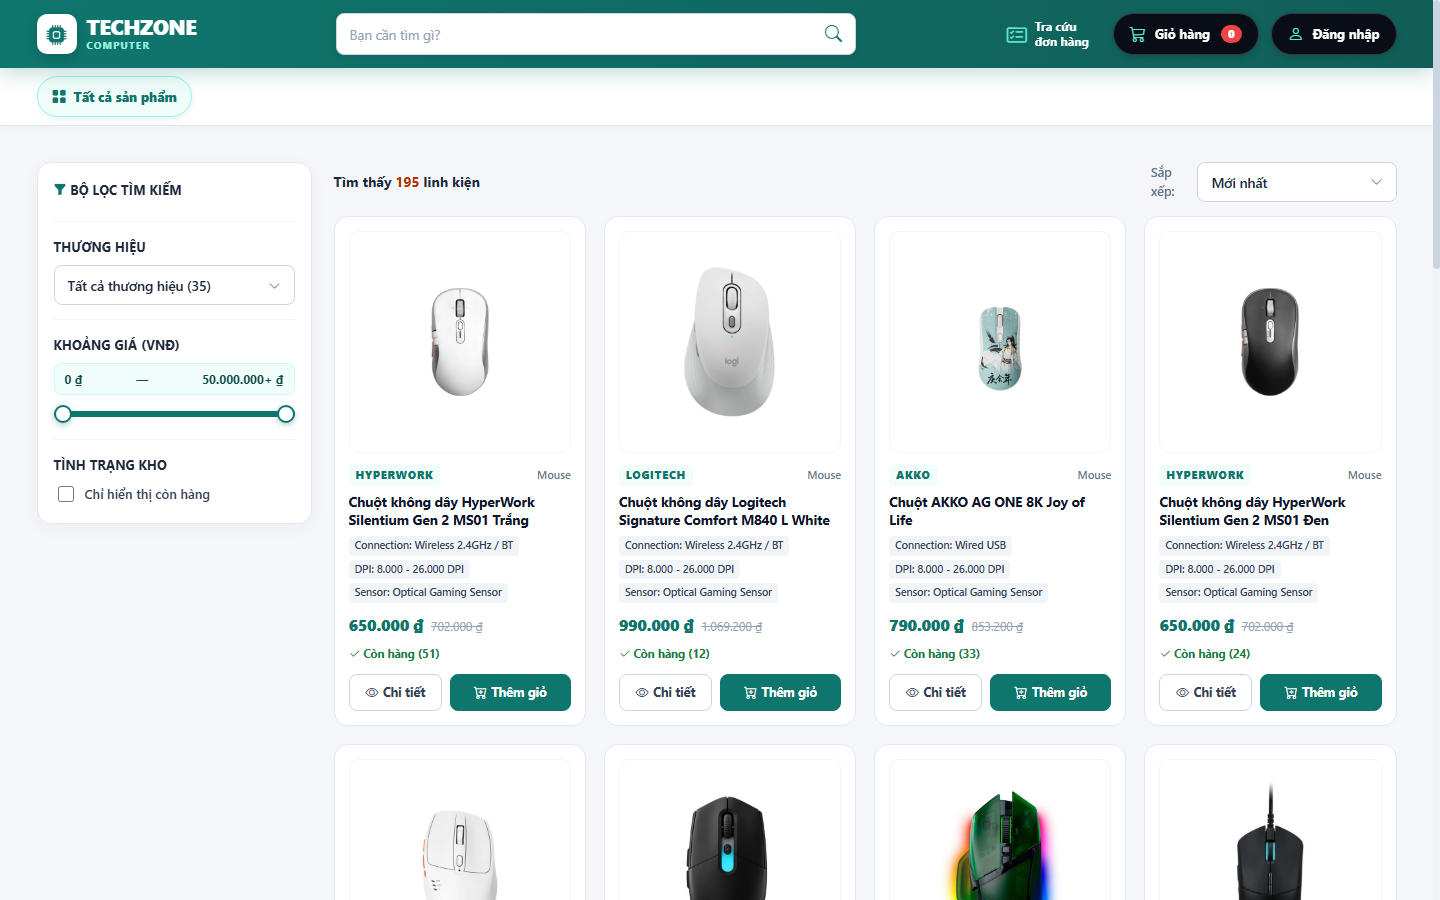 TECHZONE
COMPUTER
Bạn cần tìm gì?
Tra cứu
đơn hàng
Giỏ hàng 0
Đăng nhập
Tất cả sản phẩm
BỘ LỌC TÌM KIẾM
THƯƠNG HIỆU
Tất cả thương hiệu (35)
KHOẢNG GIÁ (VNĐ)
0 ₫ — 50.000.000+ ₫
TÌNH TRẠNG KHO
Chỉ hiển thị còn hàng
Tìm thấy 195 linh kiện
Sắp
xếp:
Mới nhất
HYPERWORK Mouse
Chuột không dây HyperWork
Silentium Gen 2 MS01 Trắng
Connection: Wireless 2.4GHz / BT
DPI: 8.000 - 26.000 DPI
Sensor: Optical Gaming Sensor
650.000 ₫ 702.000 ₫
Còn hàng (51)
Chi tiết
Thêm giỏ
logi
LOGITECH Mouse
Chuột không dây Logitech
Signature Comfort M840 L White
Connection: Wireless 2.4GHz / BT
DPI: 8.000 - 26.000 DPI
Sensor: Optical Gaming Sensor
990.000 ₫ 1.069.200 ₫
Còn hàng (12)
Chi tiết
Thêm giỏ
庆余年
AKKO Mouse
Chuột AKKO AG ONE 8K Joy of
Life
Connection: Wired USB
DPI: 8.000 - 26.000 DPI
Sensor: Optical Gaming Sensor
790.000 ₫ 853.200 ₫
Còn hàng (33)
Chi tiết
Thêm giỏ
HYPERWORK Mouse
Chuột không dây HyperWork
Silentium Gen 2 MS01 Đen
Connection: Wireless 2.4GHz / BT
DPI: 8.000 - 26.000 DPI
Sensor: Optical Gaming Sensor
650.000 ₫ 702.000 ₫
Còn hàng (24)
Chi tiết
Thêm giỏ